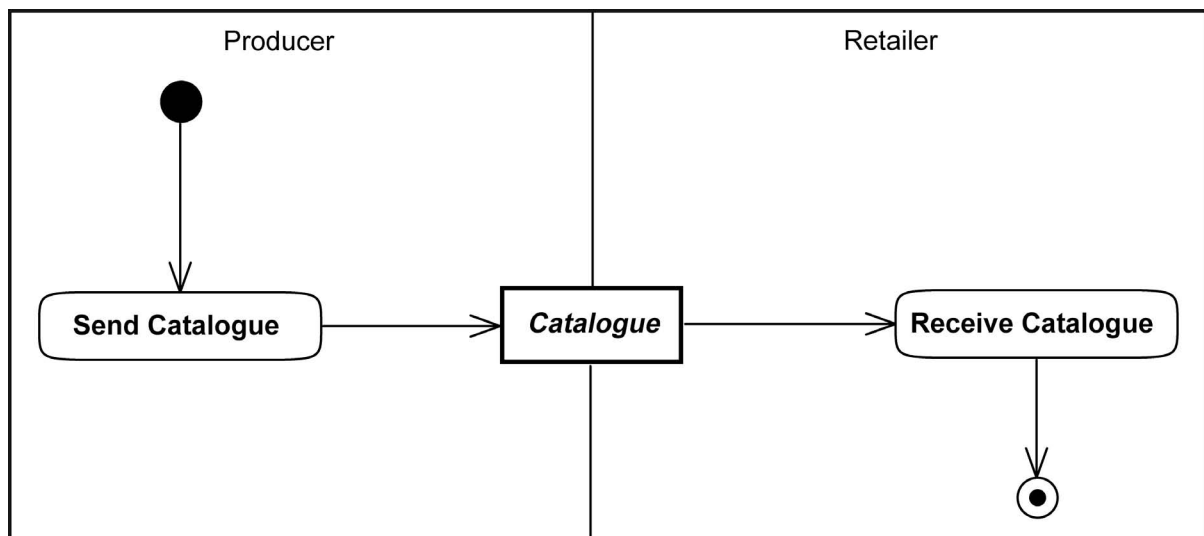 Producer
Retailer
Send Catalogue
Catalogue
Receive Catalogue